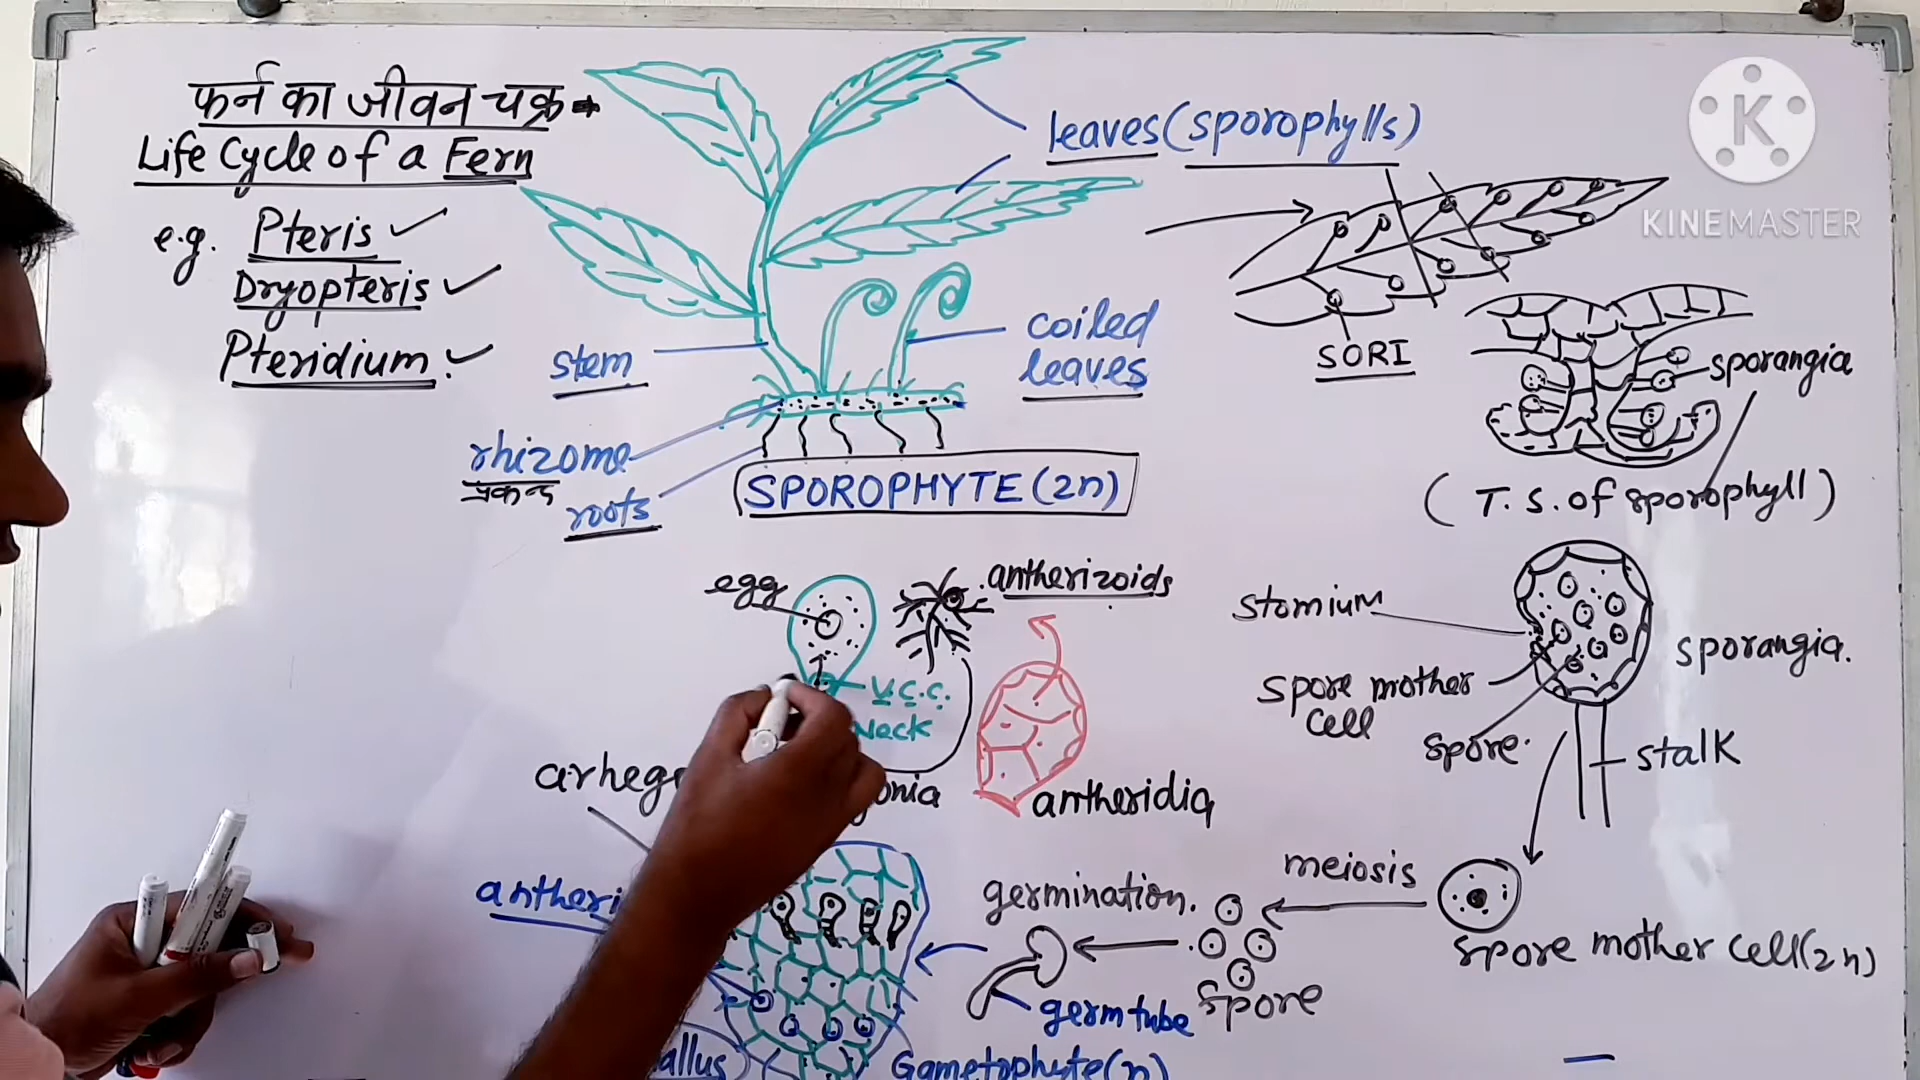 फर्न का जीवन चक्र
Life Cycle of a Fern
e.g. Pteris
Dryopteris
Pteridium
leaves (sporophylls)
K
KINEMASTER
SORI
coiled
leaves
stem
rhizome
प्रकन्द
roots
SPOROPHYTE (2n)
sporangia
( T. S. of sporophyll )
egg
antherizoids
V.C.C.
Neck
antheridia
stomium
sporangia.
spore mother
cell
spore.
stalk
meiosis
spore mother cell (2n)
germination.
spore
germ tube
Gametophyte (n)